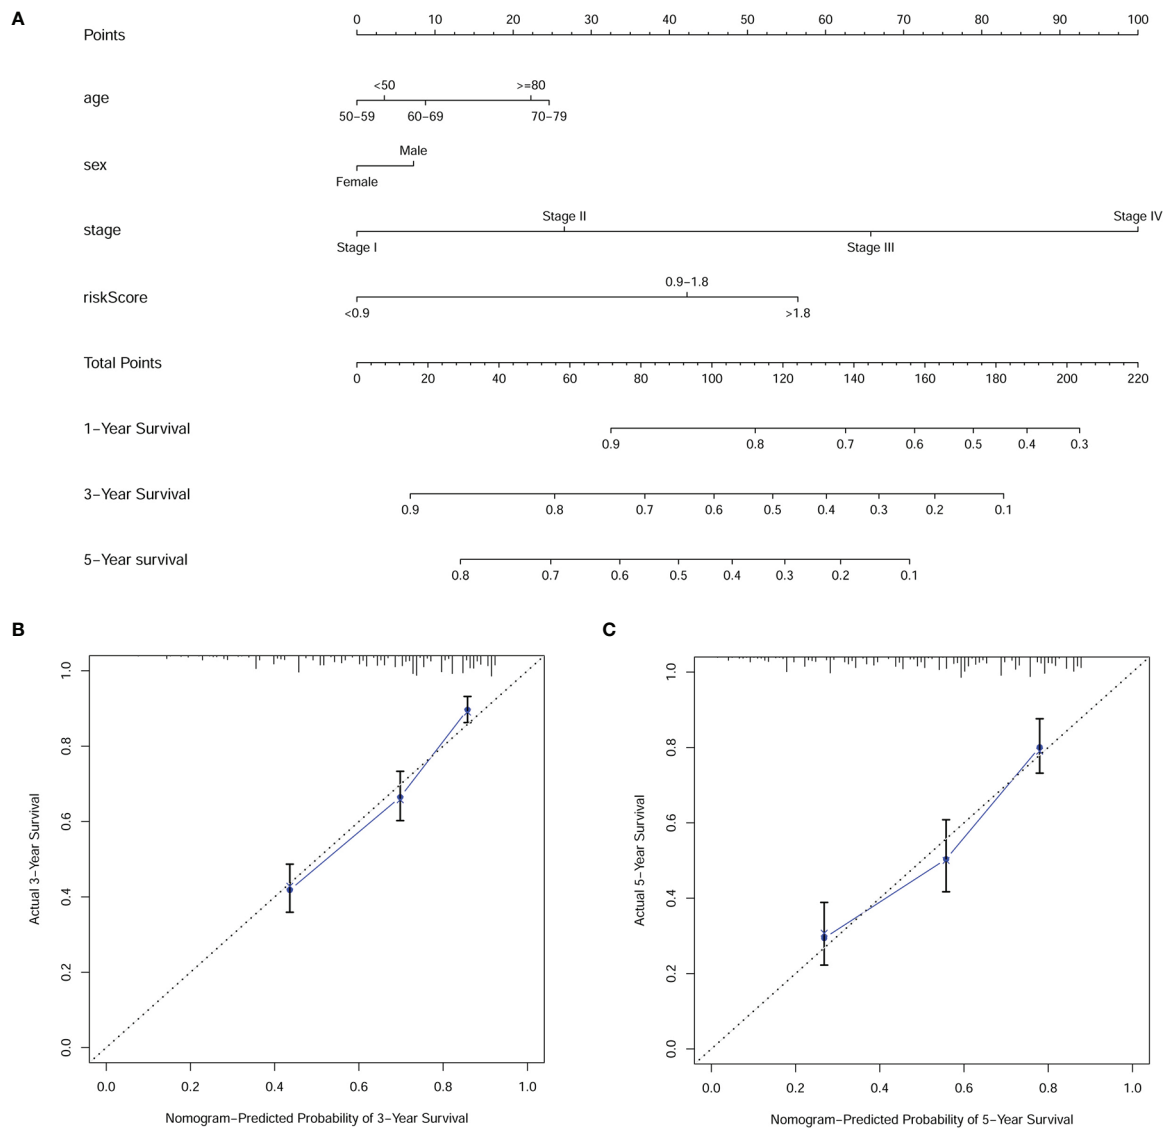 A
0 10 20 30 40 50 60 70 80 90 100
Points
<50 >=80
age
50−59 60−69 70−79
Male
sex
Female
Stage II Stage IV
stage
Stage I Stage III
0.9−1.8
riskScore
<0.9 >1.8
Total Points
0 20 40 60 80 100 120 140 160 180 200 220
1−Year Survival
0.9 0.8 0.7 0.6 0.5 0.4 0.3
3−Year Survival
0.9 0.8 0.7 0.6 0.5 0.4 0.3 0.2 0.1
5−Year survival
0.8 0.7 0.6 0.5 0.4 0.3 0.2 0.1
B
Actual 3−Year Survival
1.0
0.8
0.6
0.4
0.2
0.0
0.0 0.2 0.4 0.6 0.8 1.0
Nomogram−Predicted Probability of 3−Year Survival
C
Actual 5−Year Survival
1.0
0.8
0.6
0.4
0.2
0.0
0.0 0.2 0.4 0.6 0.8 1.0
Nomogram−Predicted Probability of 5−Year Survival